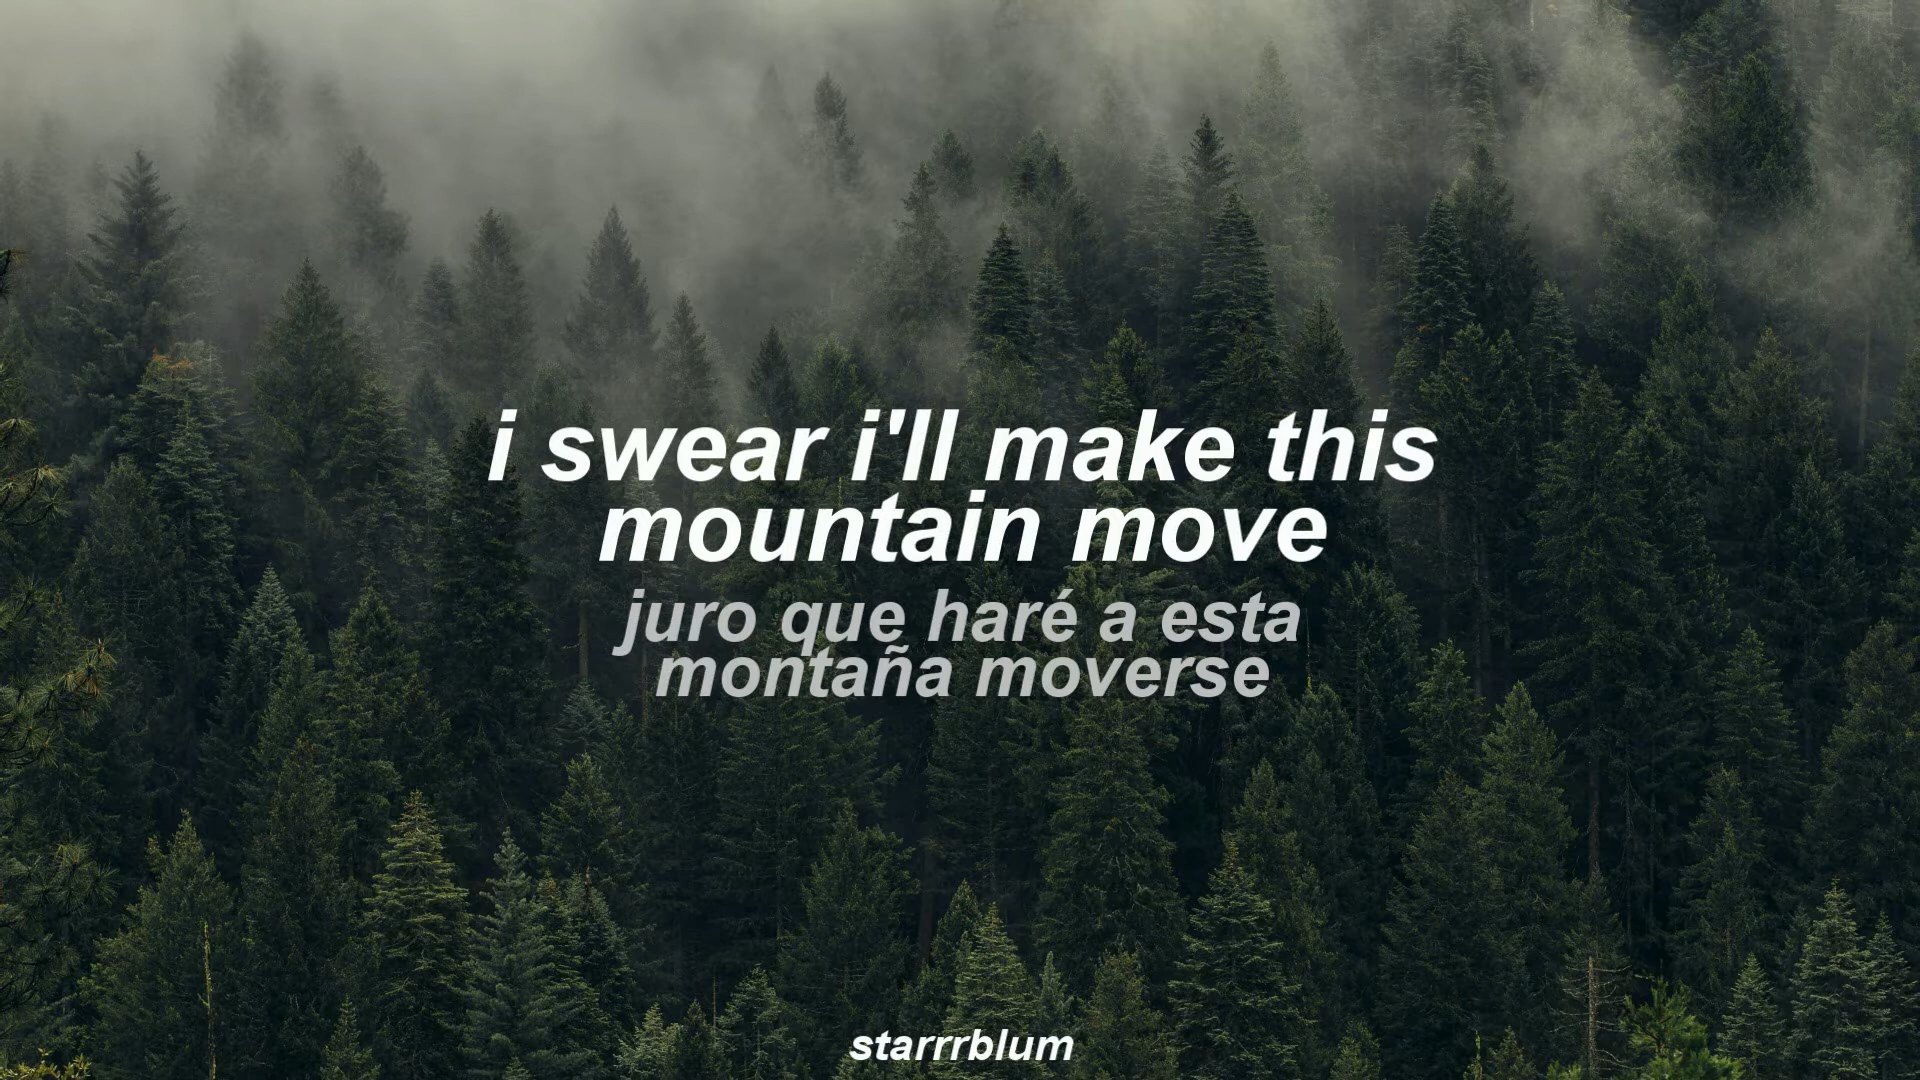 i swear i'll make this
mountain move
juro que haré a esta
montaña moverse
starrrblum